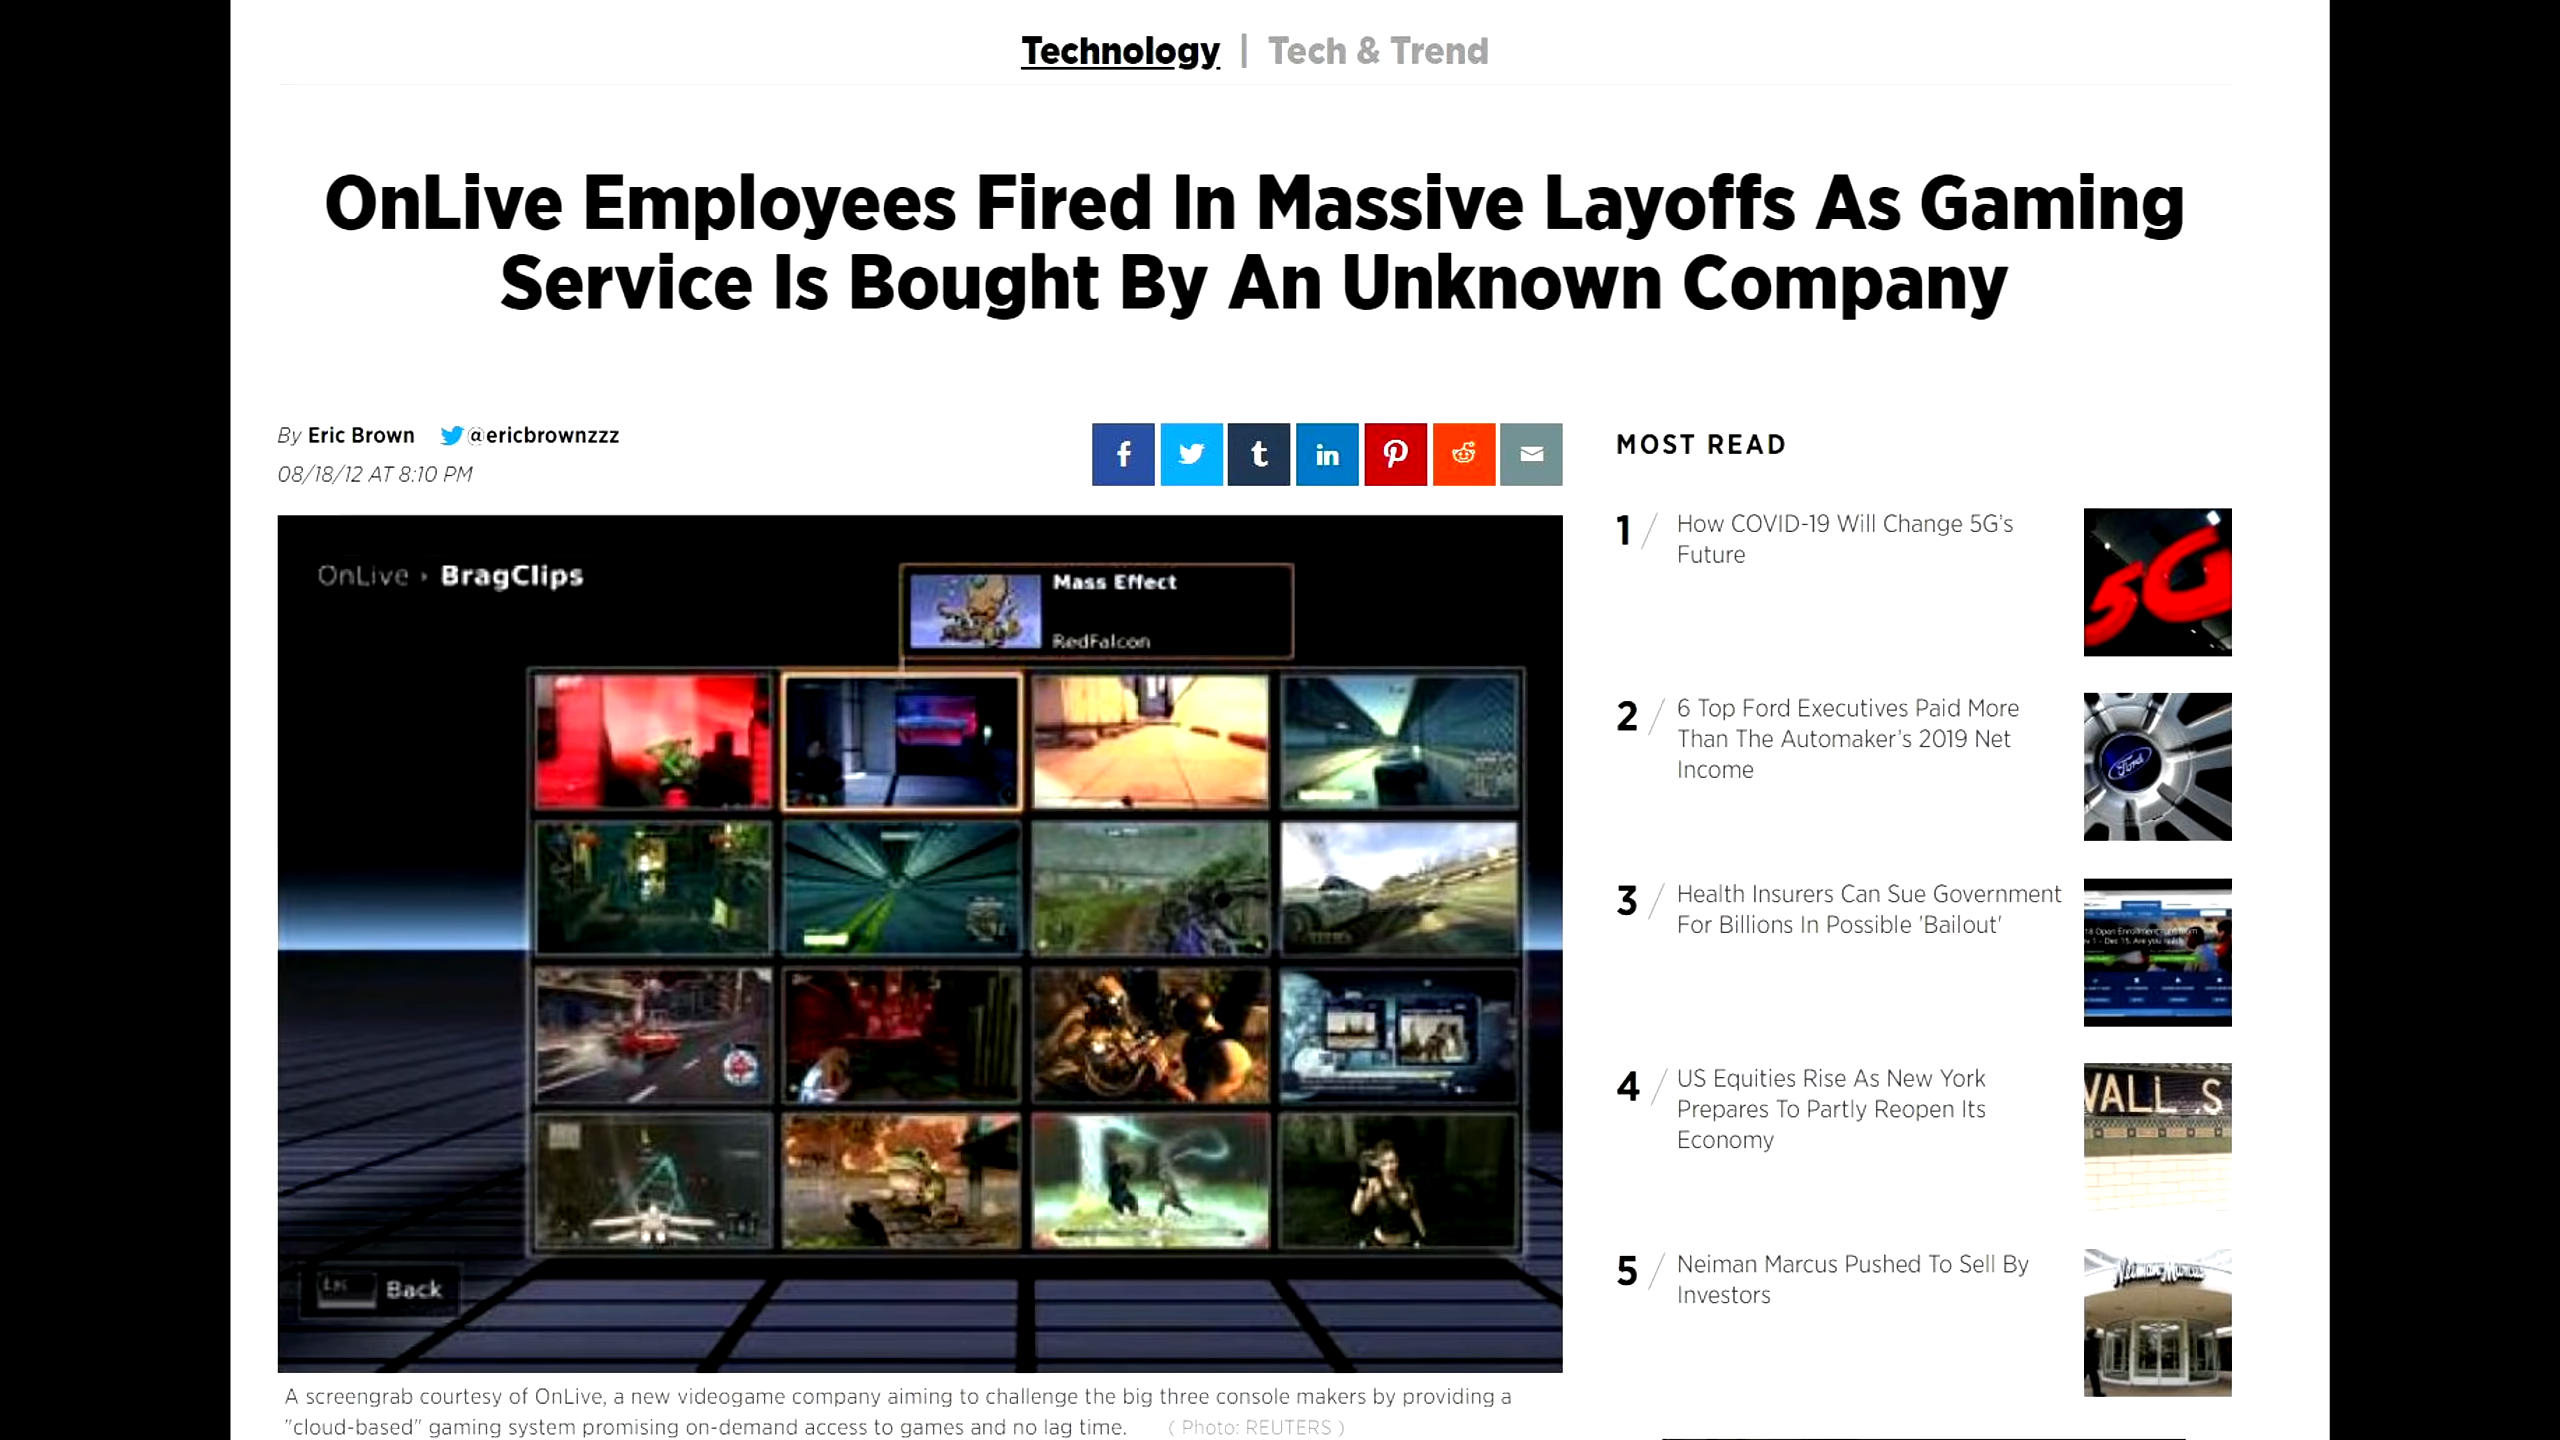 Technology | Tech & Trend
OnLive Employees Fired In Massive Layoffs As Gaming
Service Is Bought By An Unknown Company
By Eric Brown @ericbrownzzz
08/18/12 AT 8:10 PM
OnLive › BragClips
Mass Effect
RedFalcon
Esc Back
A screengrab courtesy of OnLive, a new videogame company aiming to challenge the big three console makers by providing a
"cloud-based" gaming system promising on-demand access to games and no lag time. ( Photo: REUTERS )
MOST READ
1 / How COVID-19 Will Change 5G's
Future
5G
2 / 6 Top Ford Executives Paid More
Than The Automaker's 2019 Net
Income
Ford
3 / Health Insurers Can Sue Government
For Billions In Possible 'Bailout'
4 / US Equities Rise As New York
Prepares To Partly Reopen Its
Economy
WALL S
5 / Neiman Marcus Pushed To Sell By
Investors
Neiman Marcus